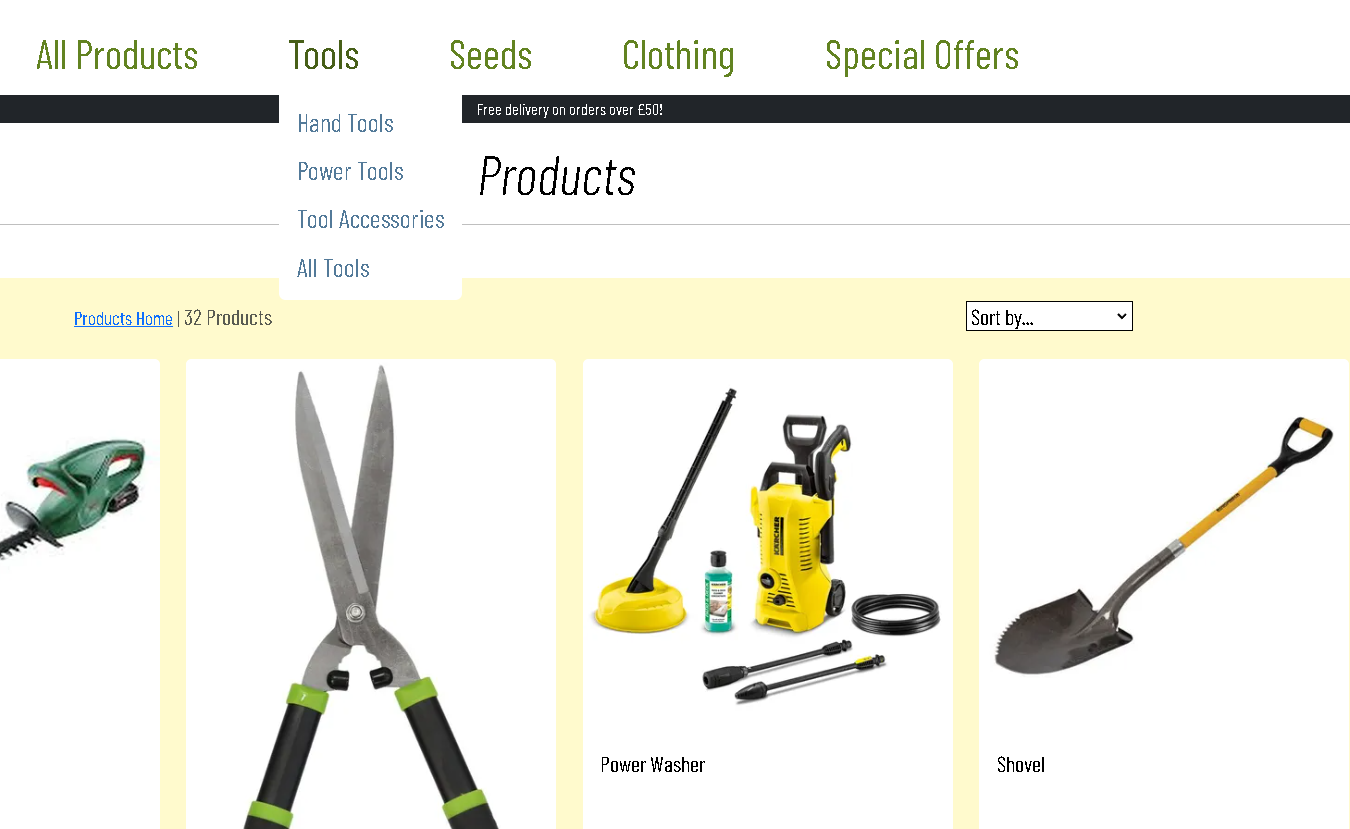 All Products Tools Seeds Clothing Special Offers
Free delivery on orders over £50!
Hand Tools
Power Tools
Tool Accessories
All Tools
Products
Products Home | 32 Products
Sort by...
KARCHER
Power Washer
Shovel